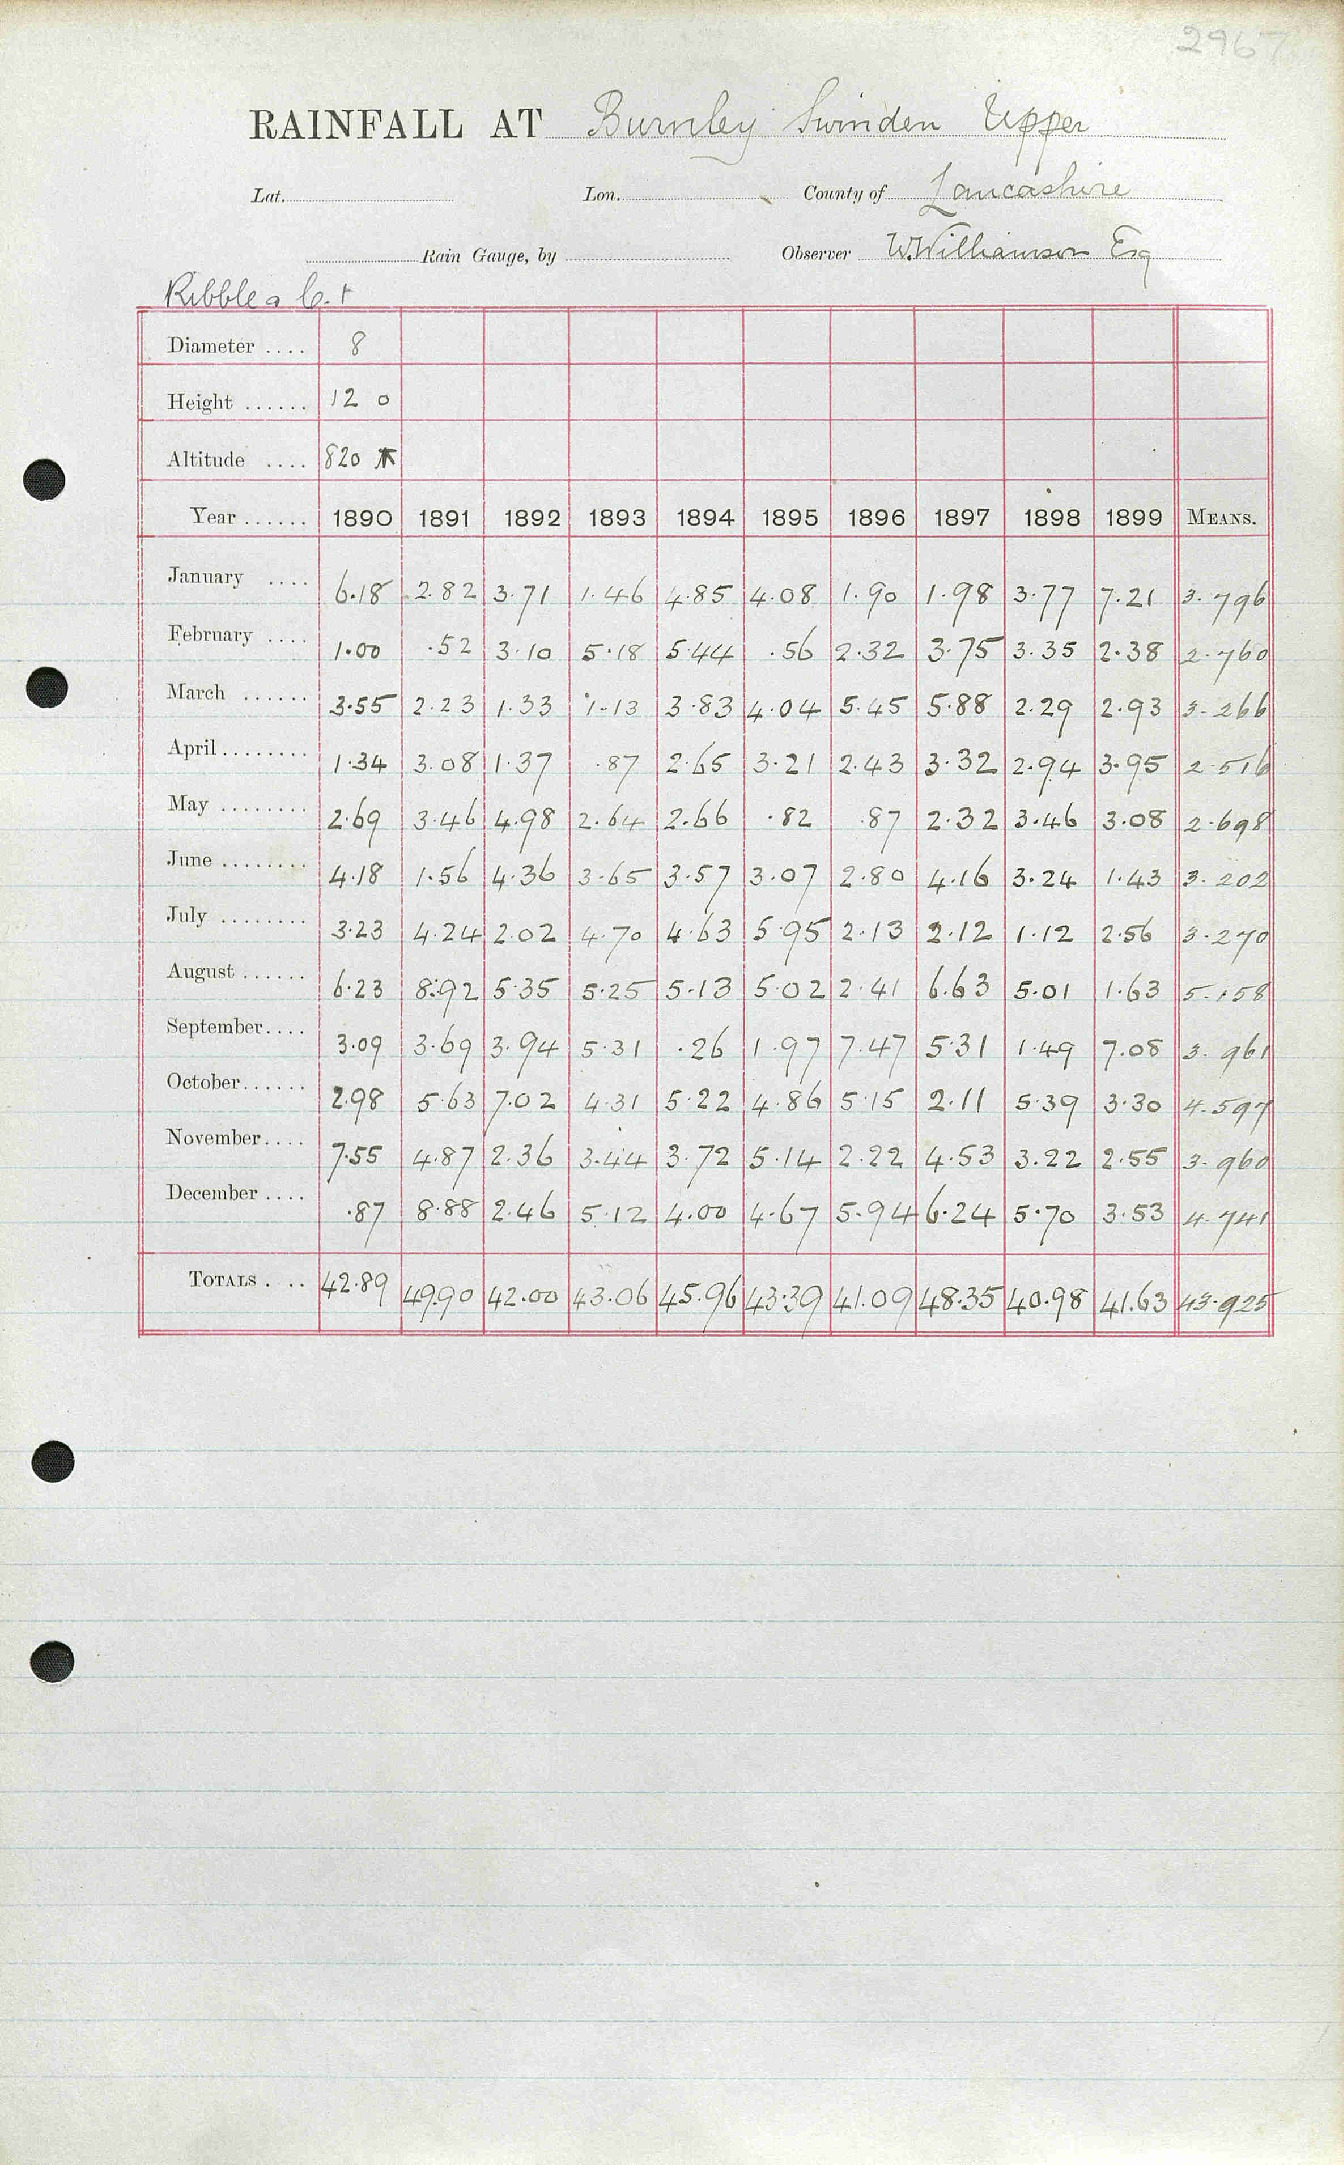 2967
RAINFALL AT Burnley Swinden Upper
Lat. Lon. County of Lancashire
Rain Gauge, by Observer W. Williamson Esq
Ribble
Diameter .... 8
Height ...... 12 0
Altitude .... 820
Year ...... 1890 1891 1892 1893 1894 1895 1896 1897 1898 1899 MEANS.
January .... 6.18 2.82 3.71 1.46 4.85 4.08 1.90 1.98 3.77 7.21 3.796
February .... 1.00 .52 3.10 5.18 5.44 .56 2.32 3.75 3.35 2.38 2.760
March ...... 3.55 2.23 1.33 1.13 3.83 4.04 5.45 5.88 2.29 2.93 3.266
April ........ 1.34 3.08 1.37 .87 2.65 3.21 2.43 3.32 2.94 3.95 2.516
May ........ 2.69 3.46 4.98 2.64 2.66 .82 .87 2.32 3.46 3.08 2.698
June ........ 4.18 1.56 4.36 3.65 3.57 3.07 2.80 4.16 3.24 1.43 3.202
July ........ 3.23 4.24 2.02 4.70 4.63 5.95 2.13 2.12 1.12 2.56 3.270
August ...... 6.23 8.92 5.35 5.25 5.13 5.02 2.41 6.63 5.01 1.63 5.158
September.... 3.09 3.69 3.94 5.31 .26 1.97 7.47 5.31 1.49 7.08 3.961
October...... 2.98 5.63 7.02 4.31 5.22 4.86 5.15 2.11 5.39 3.30 4.597
November.... 7.55 4.87 2.36 3.44 3.72 5.14 2.22 4.53 3.22 2.55 3.960
December .... .87 8.88 2.46 5.12 4.00 4.67 5.94 6.24 5.70 3.53 4.741
TOTALS . .. 42.89 49.90 42.00 43.06 45.96 43.39 41.09 48.35 40.98 41.63 43.925